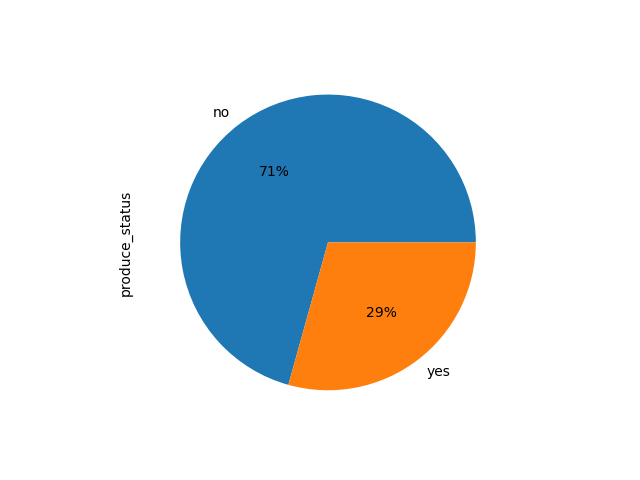 no
71%
produce_status
29%
yes